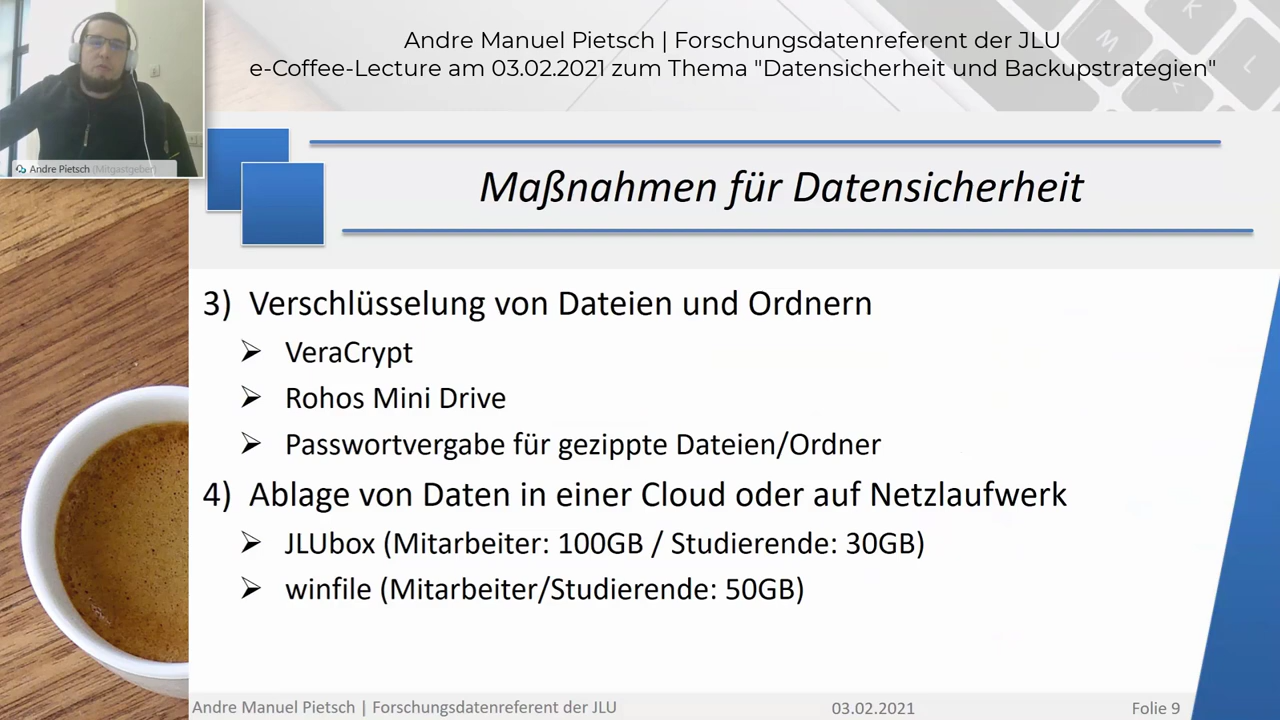 Andre Manuel Pietsch | Forschungsdatenreferent der JLU
e-Coffee-Lecture am 03.02.2021 zum Thema "Datensicherheit und Backupstrategien"
Andre Pietsch (Mitgastgeber)
Maßnahmen für Datensicherheit
3) Verschlüsselung von Dateien und Ordnern
➢ VeraCrypt
➢ Rohos Mini Drive
➢ Passwortvergabe für gezippte Dateien/Ordner
4) Ablage von Daten in einer Cloud oder auf Netzlaufwerk
➢ JLUbox (Mitarbeiter: 100GB / Studierende: 30GB)
➢ winfile (Mitarbeiter/Studierende: 50GB)
Andre Manuel Pietsch | Forschungsdatenreferent der JLU
03.02.2021
Folie 9
K
M
L